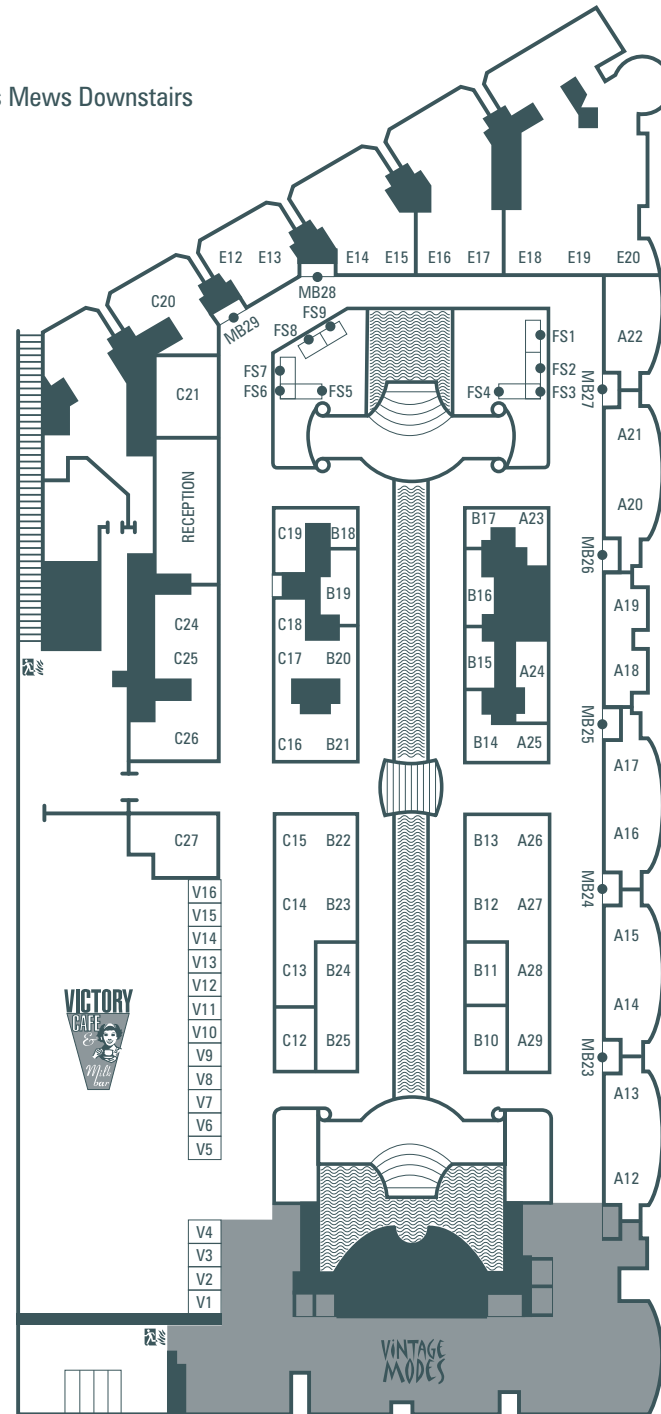 s Mews Downstairs
E12
E13
E14
E15
E16
E17
E18
E19
E20
MB28
MB29
C20
FS9
FS8
FS1
FS7
FS2
FS6
FS5
FS4
FS3
A22
MB27
C21
A21
A20
RECEPTION
MB26
C19
B18
B17
A23
B19
B16
A19
C18
C24
C25
C17
B20
B15
A24
A18
MB25
C26
C16
B21
B14
A25
A17
A16
C27
C15
B22
B13
A26
MB24
V16
V15
V14
V13
V12
V11
V10
V9
V8
V7
V6
V5
C14
B23
B12
A27
A15
C13
B24
B11
A28
A14
C12
B25
B10
A29
MB23
A13
A12
VICTORY
CAFE
&
Milk
bar
V4
V3
V2
V1
VINTAGE
MODES